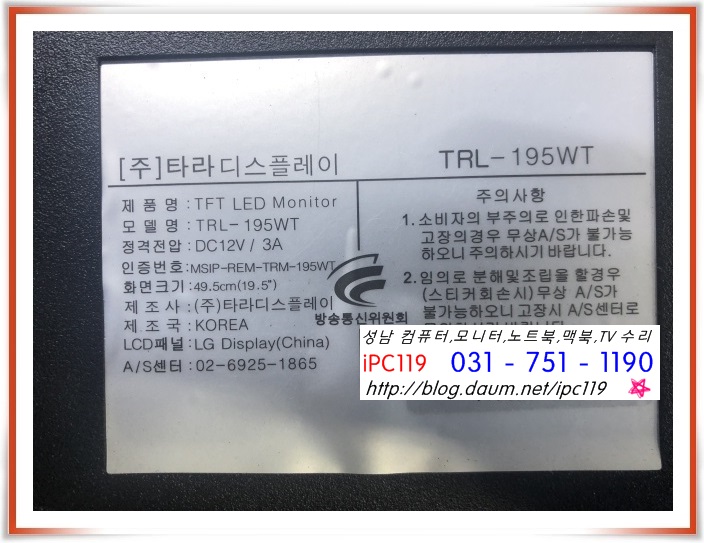 [주]타라디스플레이
TRL-195WT
제 품 명 : TFT LED Monitor
모 델 명 : TRL-195WT
정격전압 : DC12V / 3A
인증번호 : MSIP-REM-TRM-195WT
화면크기 : 49.5cm(19.5")
제 조 사 : (주)타라디스플레이
제 조 국 : KOREA
LCD패널 : LG Display(China)
A/S센터 : 02-6925-1865
방송통신위원회
주의사항
1. 소비자의 부주의로 인한파손및
고장의경우 무상A/S가 불가능
하오니 주의하시기 바랍니다.
2. 임의로 분해및조립을 할경우
(스티커회손시)무상 A/S가
불가능하오니 고장시 A/S센터로
성남 컴퓨터,모니터,노트북,맥북,TV 수리
iPC119 031 - 751 - 1190
http://blog.daum.net/ipc119